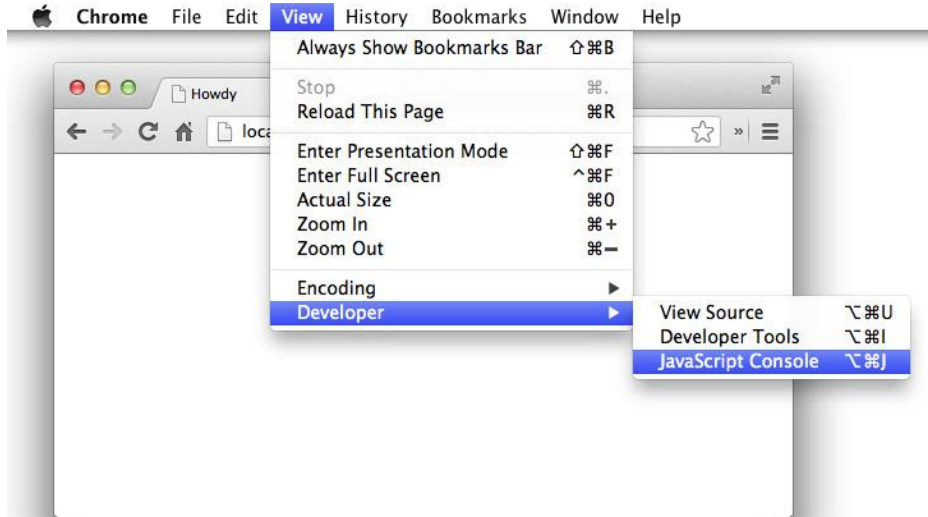 Chrome File Edit View History Bookmarks Window Help
Always Show Bookmarks Bar ⇧⌘B
Howdy
Stop ⌘.
Reload This Page ⌘R
loca
»
Enter Presentation Mode ⇧⌘F
Enter Full Screen ^⌘F
Actual Size ⌘0
Zoom In ⌘+
Zoom Out ⌘−
Encoding ▶
Developer ▶
View Source ⌥⌘U
Developer Tools ⌥⌘I
JavaScript Console ⌥⌘J